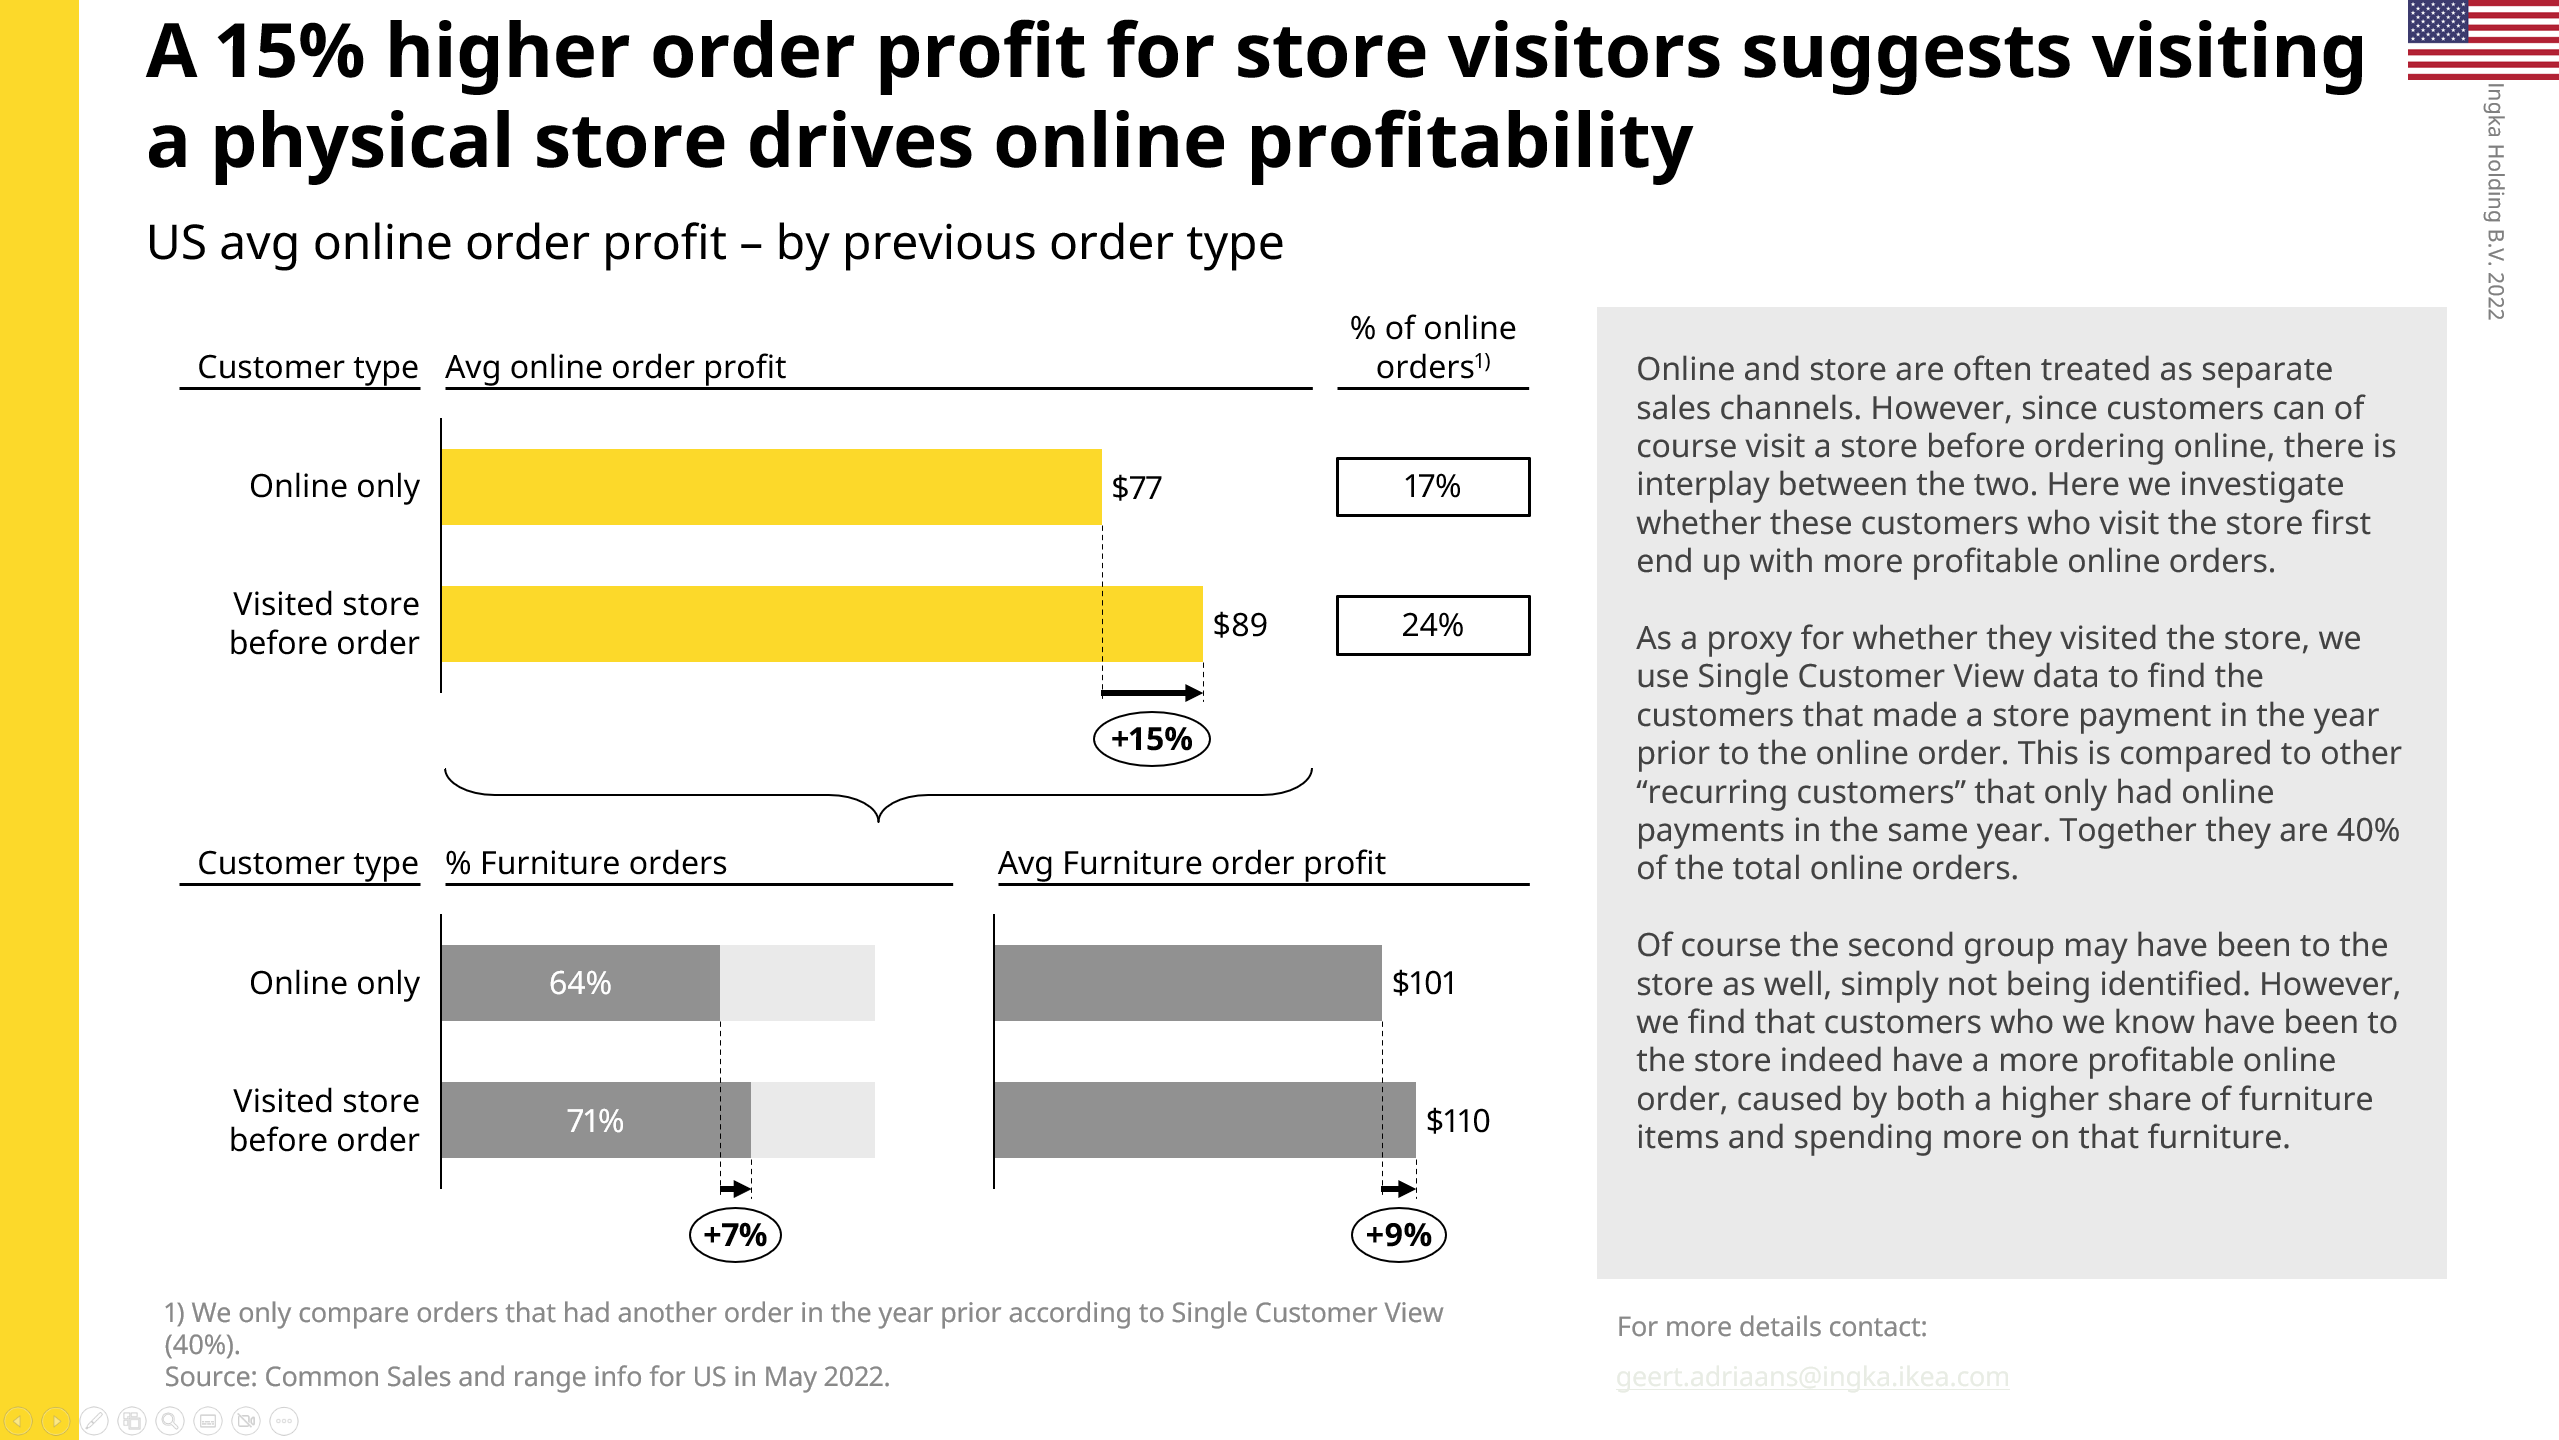 A 15% higher order profit for store visitors suggests visiting
a physical store drives online profitability
US avg online order profit – by previous order type
Ingka Holding B.V. 2022
Customer type
Avg online order profit
% of online
orders¹⁾
Online only
$77
17%
Visited store
before order
$89
24%
+15%
Customer type
% Furniture orders
Avg Furniture order profit
Online only
64%
$101
Visited store
before order
71%
$110
+7%
+9%
Online and store are often treated as separate
sales channels. However, since customers can of
course visit a store before ordering online, there is
interplay between the two. Here we investigate
whether these customers who visit the store first
end up with more profitable online orders.
As a proxy for whether they visited the store, we
use Single Customer View data to find the
customers that made a store payment in the year
prior to the online order. This is compared to other
“recurring customers” that only had online
payments in the same year. Together they are 40%
of the total online orders.
Of course the second group may have been to the
store as well, simply not being identified. However,
we find that customers who we know have been to
the store indeed have a more profitable online
order, caused by both a higher share of furniture
items and spending more on that furniture.
1) We only compare orders that had another order in the year prior according to Single Customer View
(40%).
Source: Common Sales and range info for US in May 2022.
For more details contact:
geert.adriaans@ingka.ikea.com